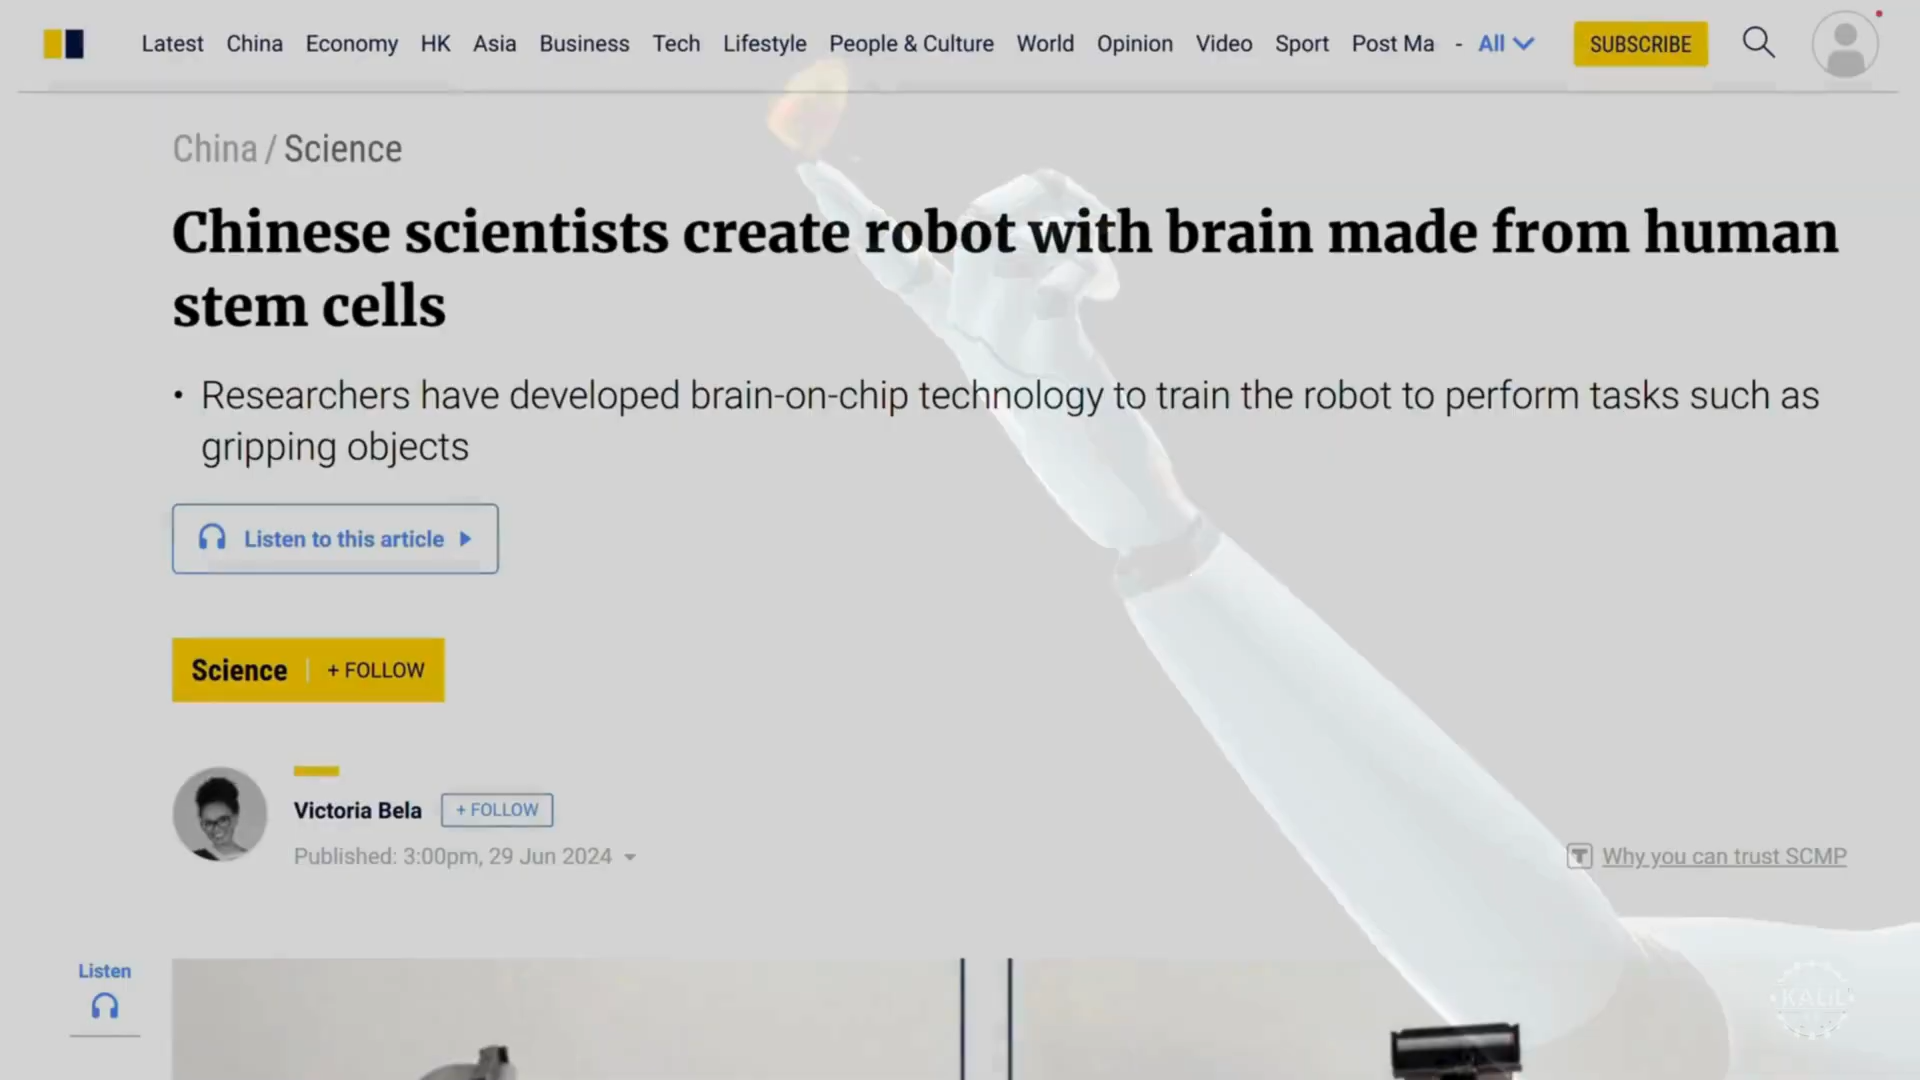 Latest China Economy HK Asia Business Tech Lifestyle People & Culture World Opinion Video Sport Post Ma - All SUBSCRIBE
China / Science
Chinese scientists create robot with brain made from human
stem cells
• Researchers have developed brain-on-chip technology to train the robot to perform tasks such as
gripping objects
Listen to this article
Science + FOLLOW
Victoria Bela + FOLLOW
Published: 3:00pm, 29 Jun 2024
T Why you can trust SCMP
Listen